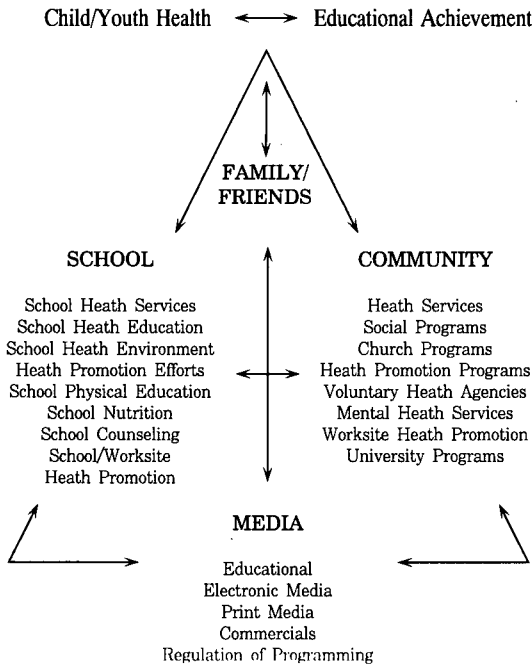 Child/Youth Health Educational Achievement
FAMILY/
FRIENDS
SCHOOL
School Heath Services
School Heath Education
School Heath Environment
Heath Promotion Efforts
School Physical Education
School Nutrition
School Counseling
School/Worksite
Heath Promotion
COMMUNITY
Heath Services
Social Programs
Church Programs
Heath Promotion Programs
Voluntary Heath Agencies
Mental Heath Services
Worksite Heath Promotion
University Programs
MEDIA
Educational
Electronic Media
Print Media
Commercials
Regulation of Programming